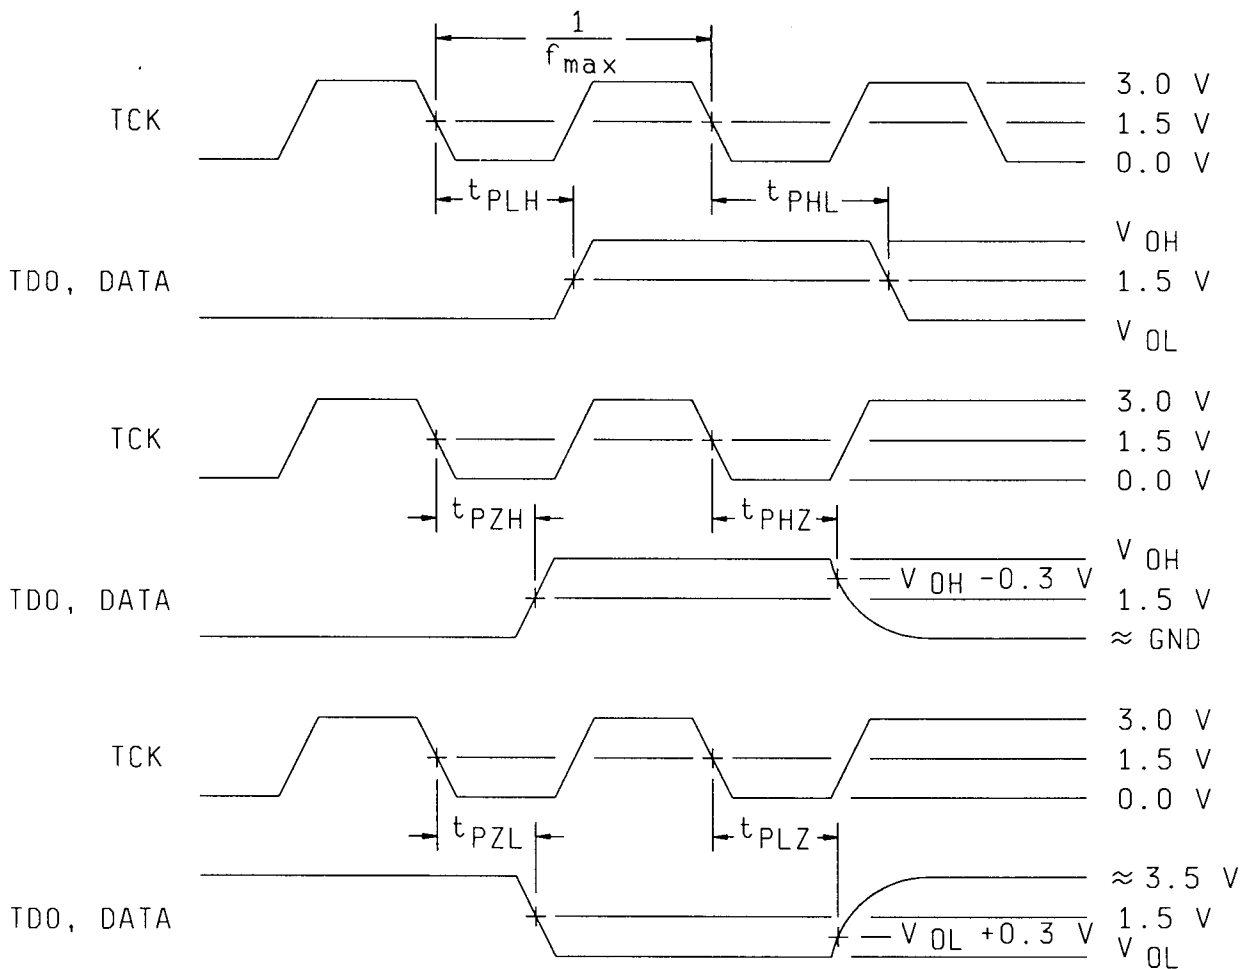 1
f max
3.0 V
TCK
1.5 V
0.0 V
t PLH
t PHL
V OH
TDO, DATA
1.5 V
V OL
3.0 V
TCK
1.5 V
0.0 V
t PZH
t PHZ
V OH
V OH -0.3 V
TDO, DATA
1.5 V
≈ GND
3.0 V
TCK
1.5 V
0.0 V
t PZL
t PLZ
≈ 3.5 V
TDO, DATA
1.5 V
V OL +0.3 V
V OL